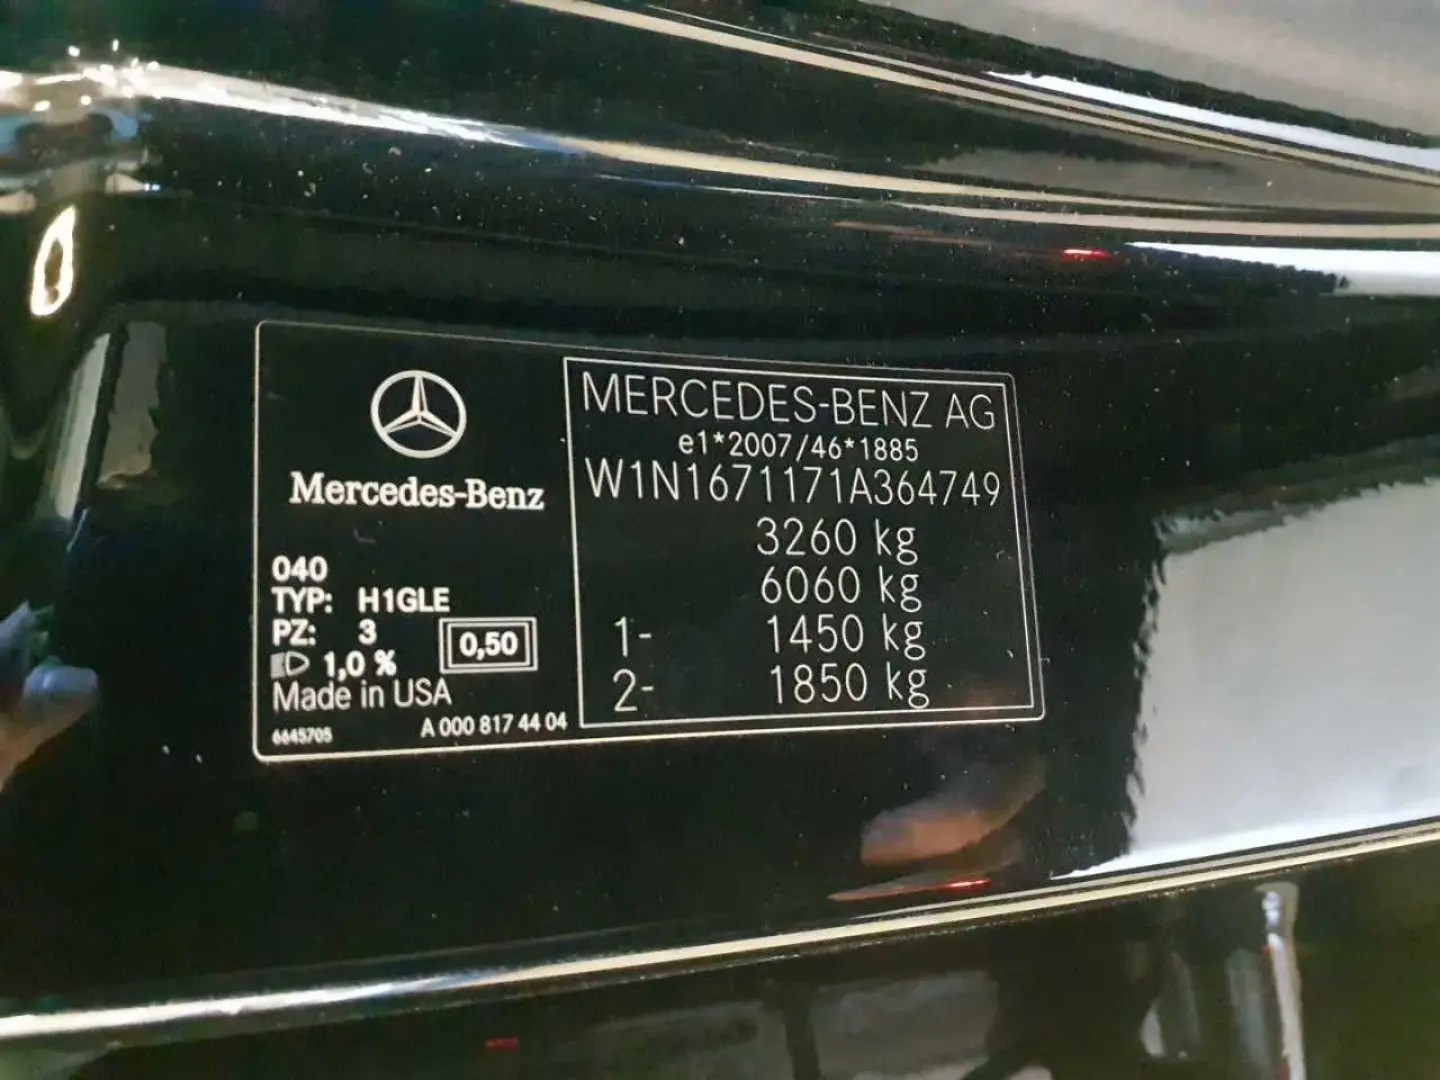 Mercedes-Benz
040
TYP: H1GLE
PZ: 3
1,0 %
0,50
Made in USA
6645705
A 000 817 44 04
MERCEDES-BENZ AG
e1*2007/46*1885
W1N1671171A364749
3260 kg
6060 kg
1- 1450 kg
2- 1850 kg